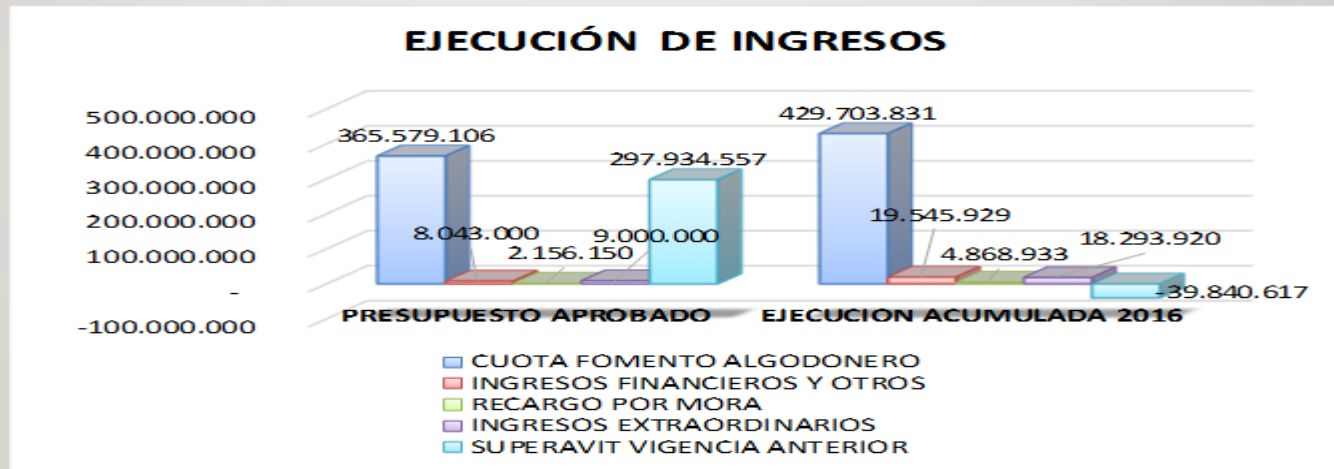 EJECUCIÓN DE INGRESOS
500.000.000
400.000.000
300.000.000
200.000.000
100.000.000
-
-100.000.000
365.579.106
8.043.000
2.156.150
9.000.000
297.934.557
429.703.831
19.545.929
4.868.933
18.293.920
-39.840.617
PRESUPUESTO APROBADO
EJECUCION ACUMULADA 2016
CUOTA FOMENTO ALGODONERO
INGRESOS FINANCIEROS Y OTROS
RECARGO POR MORA
INGRESOS EXTRAORDINARIOS
SUPERAVIT VIGENCIA ANTERIOR